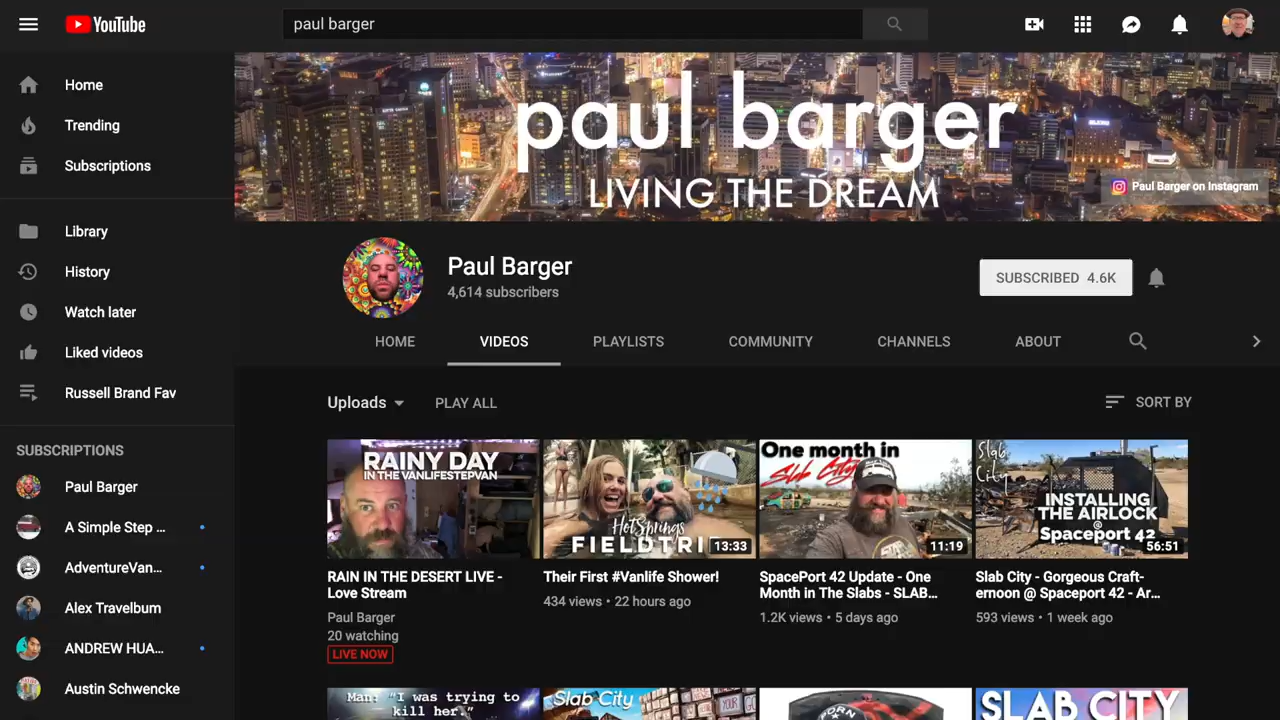 YouTube
paul barger
Home
Trending
Subscriptions
Library
History
Watch later
Liked videos
Russell Brand Fav
SUBSCRIPTIONS
Paul Barger
A Simple Step ...
AdventureVan...
Alex Travelbum
ANDREW HUA...
Austin Schwencke
paul barger
LIVING THE DREAM
Paul Barger on Instagram
Paul Barger
4,614 subscribers
SUBSCRIBED 4.6K
HOME VIDEOS PLAYLISTS COMMUNITY CHANNELS ABOUT
Uploads PLAY ALL SORT BY
RAINY DAY
IN THE VANLIFESTEPVAN
RAIN IN THE DESERT LIVE -
Love Stream
Paul Barger
20 watching
LIVE NOW
HotSprings
FIELDTRI
13:33
Their First #Vanlife Shower!
434 views • 22 hours ago
One month in
Slab City
11:19
SpacePort 42 Update - One
Month in The Slabs - SLAB...
1.2K views • 5 days ago
Slab
City
INSTALLING
THE AIRLOCK
@
Spaceport 42
56:51
Slab City - Gorgeous Craft-
ernoon @ Spaceport 42 - Ar...
593 views • 1 week ago
Man: "I was trying to
kill her."
Slab City
PORN
SLAB CITY